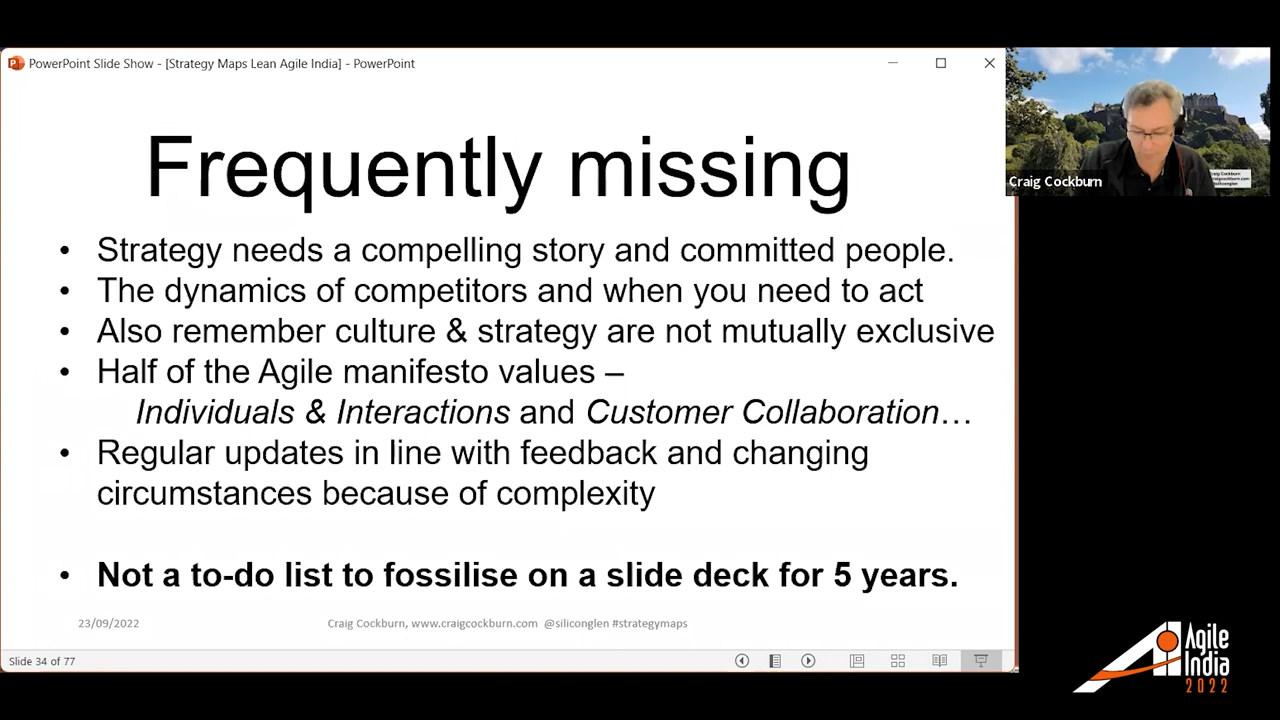 PowerPoint Slide Show - [Strategy Maps Lean Agile India] - PowerPoint
Frequently missing
• Strategy needs a compelling story and committed people.
• The dynamics of competitors and when you need to act
• Also remember culture & strategy are not mutually exclusive
• Half of the Agile manifesto values –
Individuals & Interactions and Customer Collaboration…
• Regular updates in line with feedback and changing
circumstances because of complexity
• Not a to-do list to fossilise on a slide deck for 5 years.
23/09/2022 Craig Cockburn, www.craigcockburn.com @siliconglen #strategymaps
Slide 34 of 77
Craig Cockburn
Agile
India
2022